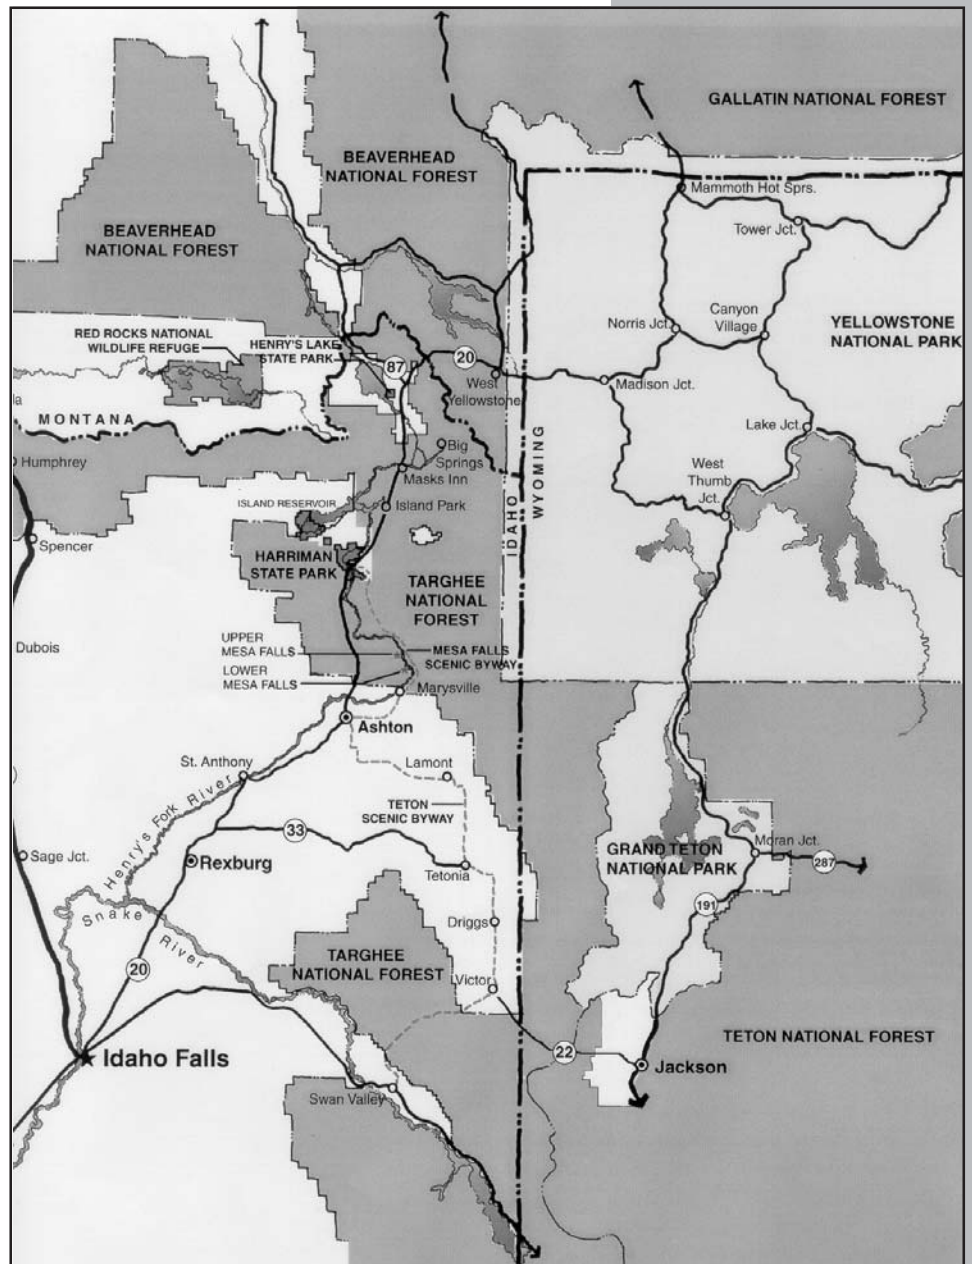 GALLATIN NATIONAL FOREST
BEAVERHEAD
NATIONAL FOREST
Mammoth Hot Sprs.
BEAVERHEAD
NATIONAL FOREST
Tower Jct.
Canyon
Village
Norris Jct.
YELLOWSTONE
NATIONAL PARK
RED ROCKS NATIONAL
WILDLIFE REFUGE
HENRY'S LAKE
STATE PARK
87
20
West
Yellowstone
Madison Jct.
la
MONTANA
Lake Jct.
IDAHO
WYOMING
Big
Springs
Humphrey
Masks Inn
West
Thumb
Jct.
ISLAND RESERVOIR
Island Park
Spencer
HARRIMAN
STATE PARK
TARGHEE
NATIONAL
FOREST
Dubois
UPPER
MESA FALLS
MESA FALLS
SCENIC BYWAY
LOWER
MESA FALLS
Marysville
Ashton
St. Anthony
Lamont
Henry's Fork River
TETON
SCENIC BYWAY
33
Sage Jct.
Rexburg
Tetonia
GRAND TETON
NATIONAL PARK
Moran Jct.
287
191
Snake
River
Driggs
TARGHEE
NATIONAL FOREST
20
Victor
TETON NATIONAL FOREST
Idaho Falls
22
Jackson
Swan Valley